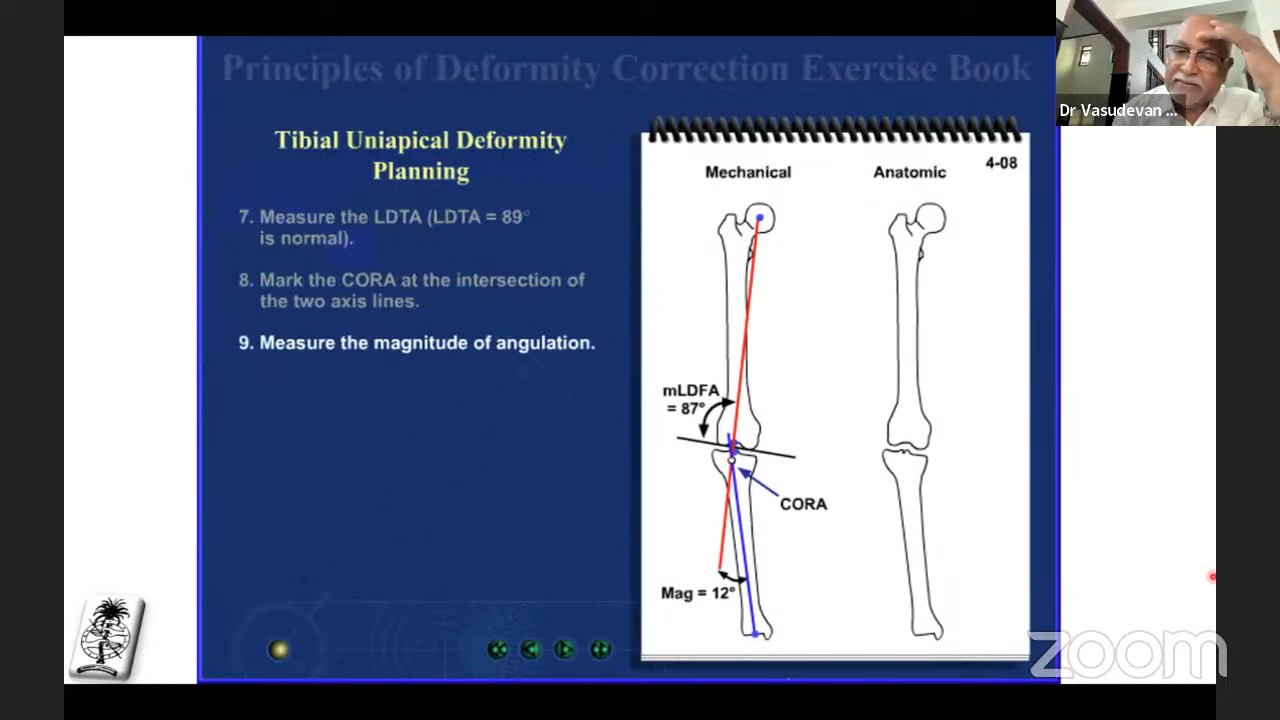 Principles of Deformity Correction Exercise Book
Tibial Uniapical Deformity
Planning
7. Measure the LDTA (LDTA = 89°
is normal).
8. Mark the CORA at the intersection of
the two axis lines.
9. Measure the magnitude of angulation.
4-08
Mechanical
Anatomic
mLDFA
= 87°
CORA
Mag = 12°
Dr Vasudevan ...
zoom